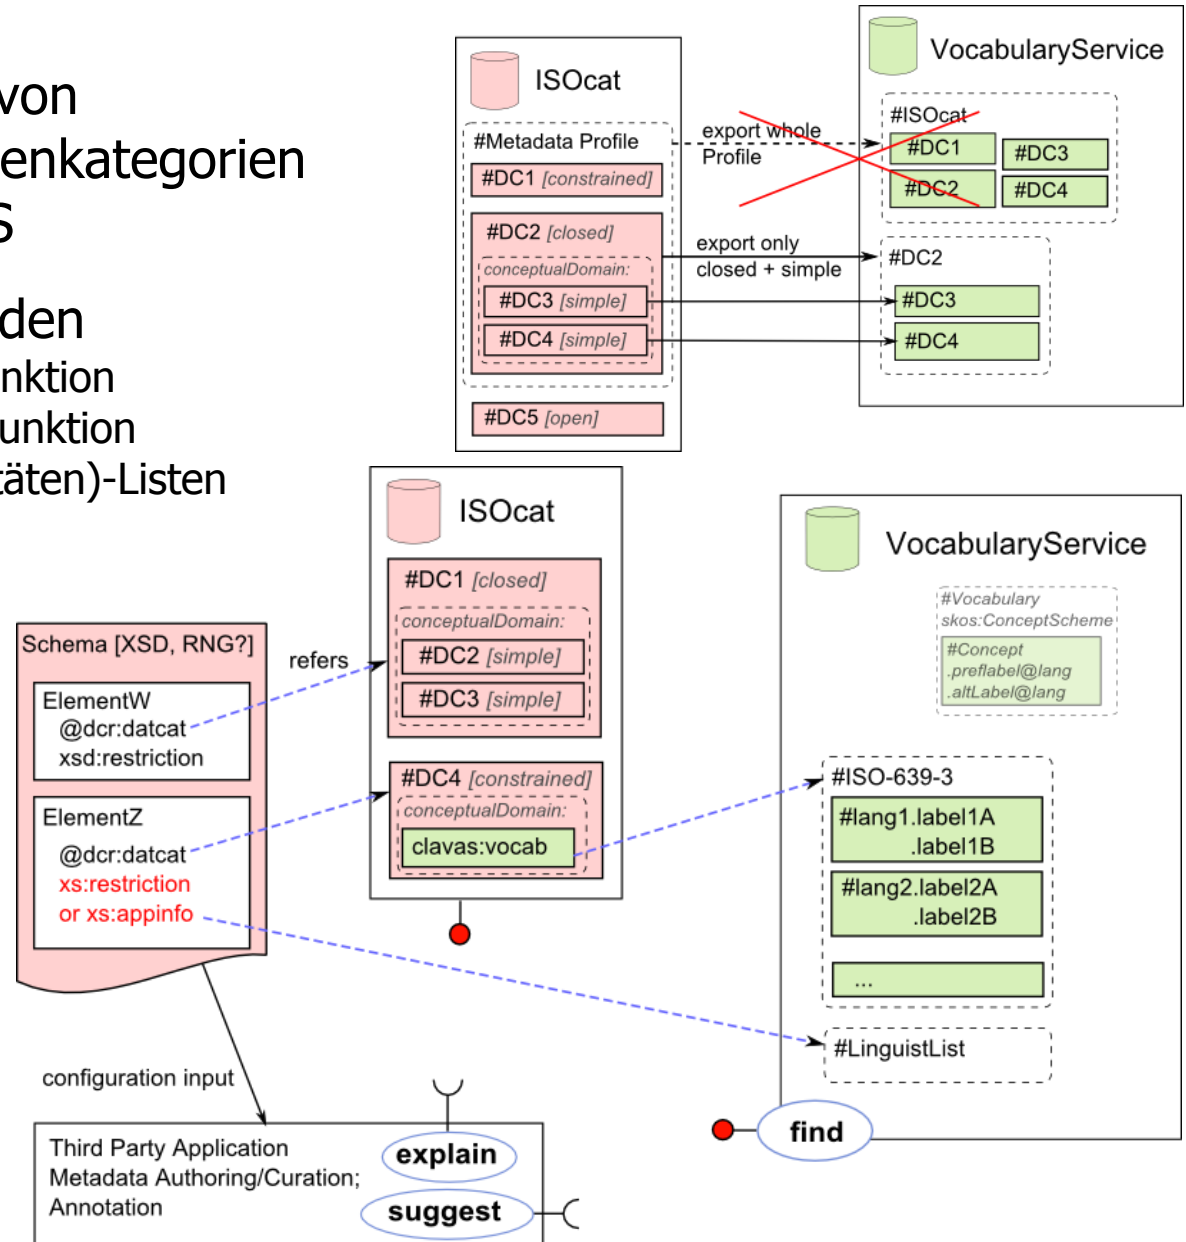 von
enkategorien
S
den
nktion
unktion
täten)-Listen
ISOcat
#Metadata Profile
#DC1 [constrained]
#DC2 [closed]
conceptualDomain:
#DC3 [simple]
#DC4 [simple]
#DC5 [open]
export whole
Profile
export only
closed + simple
VocabularyService
#ISOcat
#DC1
#DC3
#DC2
#DC4
#DC2
#DC3
#DC4
Schema [XSD, RNG?]
ElementW
@dcr:datcat
xsd:restriction
ElementZ
@dcr:datcat
xs:restriction
or xs:appinfo
refers
ISOcat
#DC1 [closed]
conceptualDomain:
#DC2 [simple]
#DC3 [simple]
#DC4 [constrained]
conceptualDomain:
clavas:vocab
VocabularyService
#Vocabulary
skos:ConceptScheme
#Concept
.preflabel@lang
.altLabel@lang
#ISO-639-3
#lang1.label1A
.label1B
#lang2.label2A
.label2B
...
#LinguistList
find
configuration input
Third Party Application
Metadata Authoring/Curation;
Annotation
explain
suggest